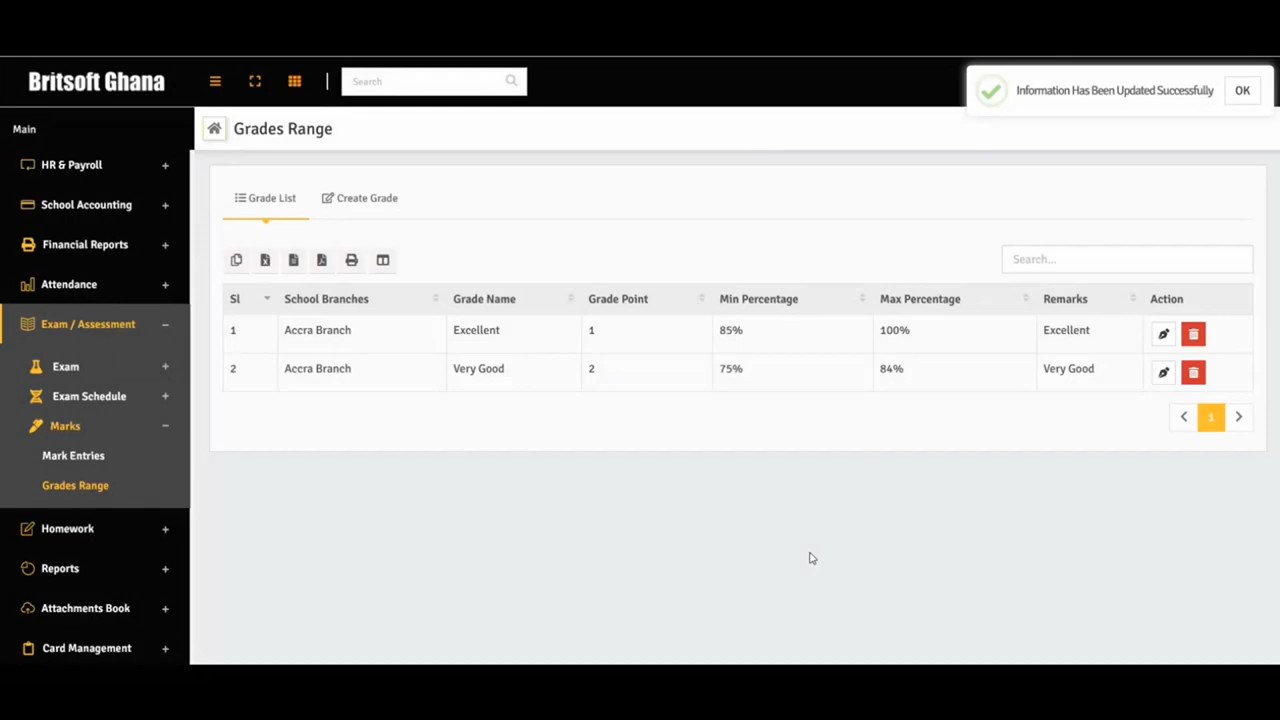 Britsoft Ghana
Search
Information Has Been Updated Successfully
OK
Main
Grades Range
HR & Payroll +
School Accounting +
Financial Reports +
Attendance +
Exam / Assessment −
Exam +
Exam Schedule +
Marks −
Mark Entries
Grades Range
Homework +
Reports +
Attachments Book +
Card Management +
Grade List Create Grade
Search...
Sl School Branches Grade Name Grade Point Min Percentage Max Percentage Remarks Action
1 Accra Branch Excellent 1 85% 100% Excellent
2 Accra Branch Very Good 2 75% 84% Very Good
1